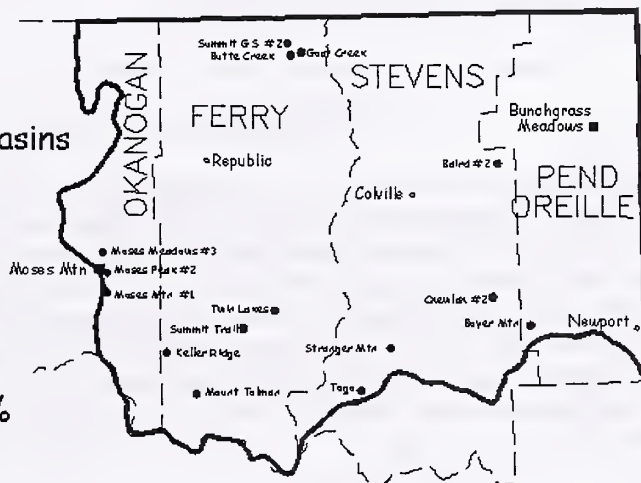 Summit G.S. #2
Goat Creek
Butte Creek
STEVENS
OKANOGAN
FERRY
Bunchgrass
Meadows
asins
Republic
Baird #2
PEND
OREILLE
Colville
Moses Meadows #3
Moses Mtn
Moses Peak #2
Moses Mtn #1
Twin Lakes
Quenlan #2
Summit Trail
Boyer Mtn
Newport
Keller Ridge
Stranger Mtn
Mount Tolman
Togo
%